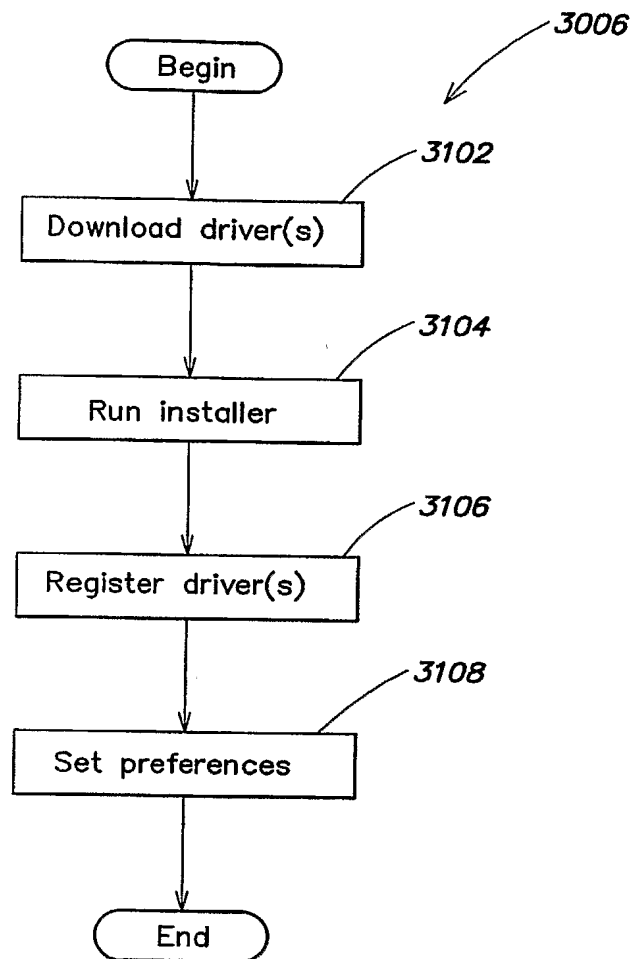 3006
Begin
3102
Download driver(s)
3104
Run installer
3106
Register driver(s)
3108
Set preferences
End